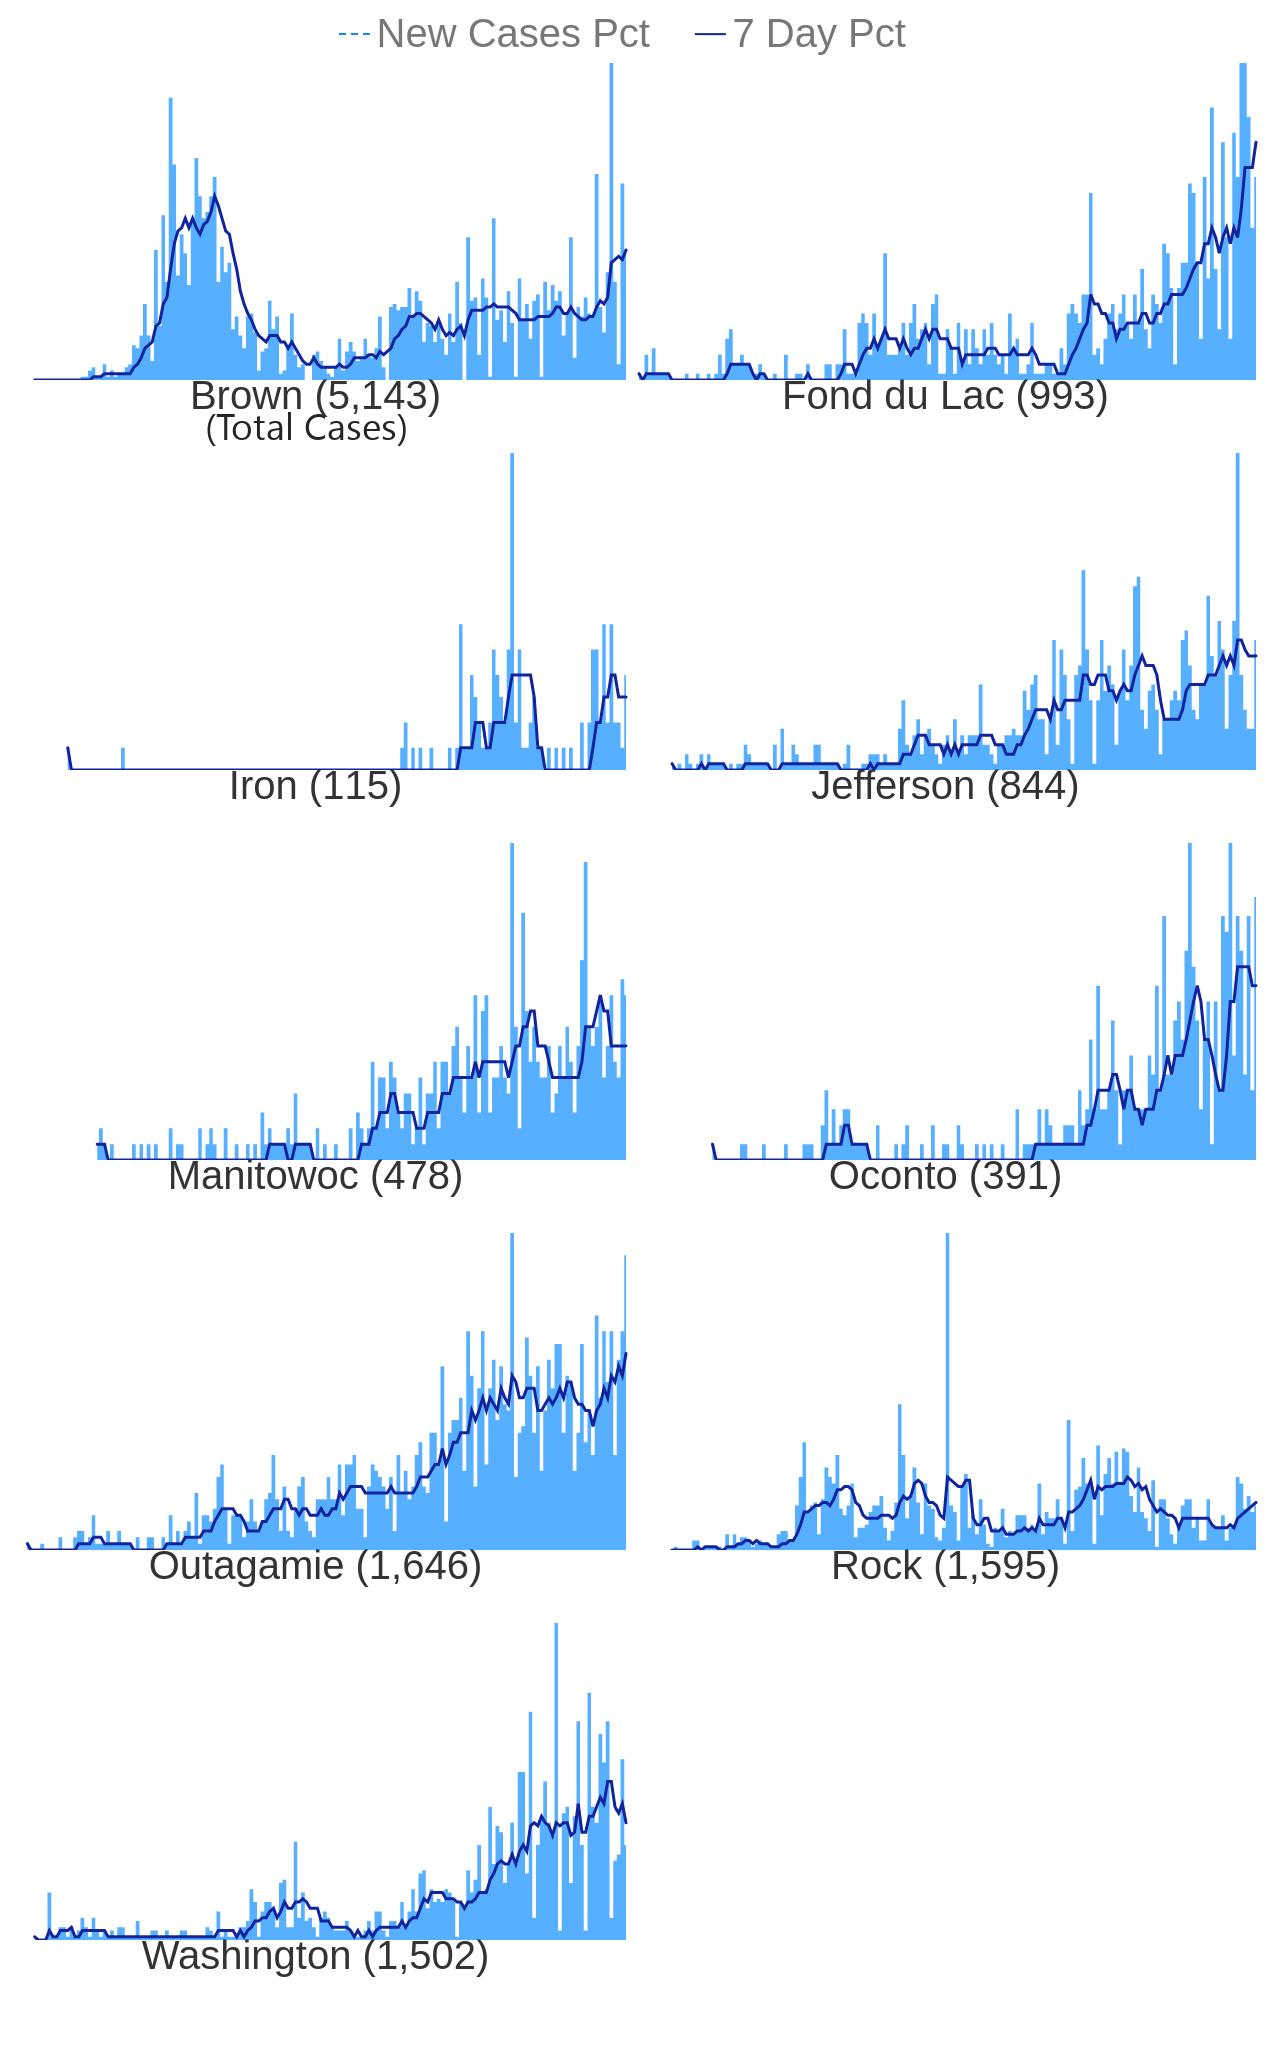 New Cases Pct 7 Day Pct
Brown (5,143) Fond du Lac (993)
(Total Cases)
Iron (115) Jefferson (844)
Manitowoc (478) Oconto (391)
Outagamie (1,646) Rock (1,595)
Washington (1,502)